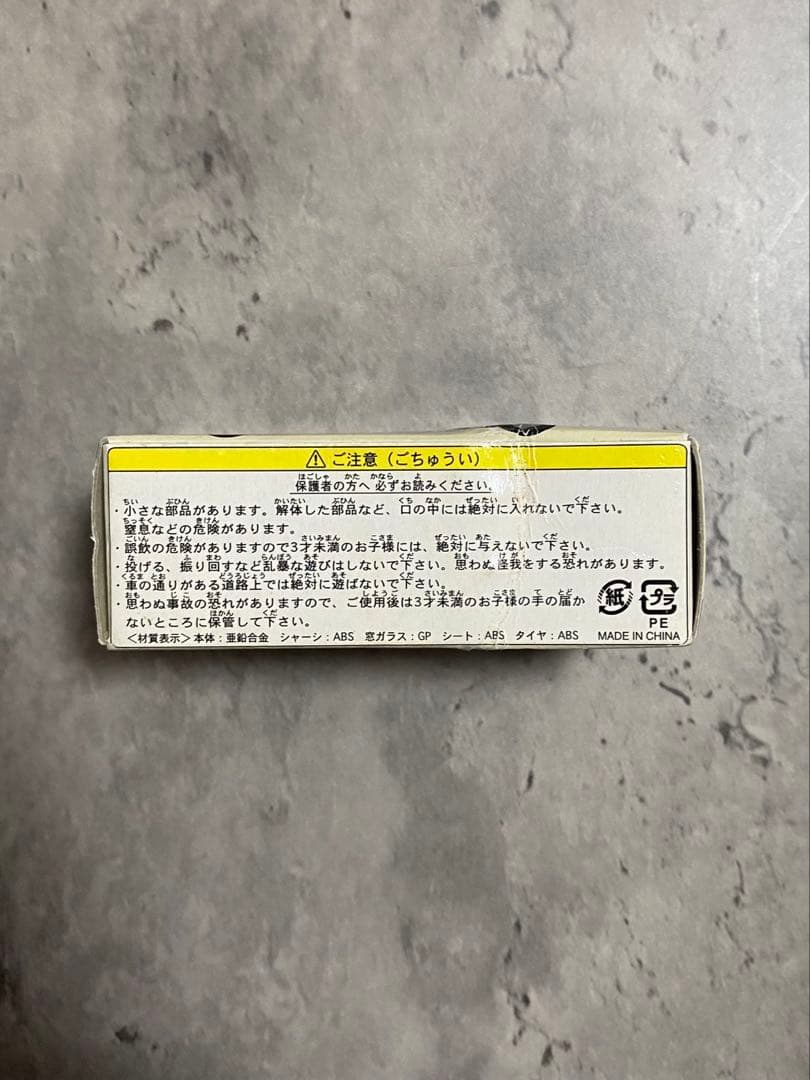 ⚠ ご注意（ごちゅうい）
保護者の方へ 必ずお読みください。
・小さな部品があります。解体した部品など、口の中には絶対に入れないで下さい。
窒息などの危険があります。
・誤飲の危険がありますので3才未満のお子様には、絶対に与えないで下さい。
・投げる、振り回すなど乱暴な遊びはしないで下さい。思わぬ怪我をする恐れがあります。
・車の通りがある道路上では絶対に遊ばないで下さい。
・思わぬ事故の恐れがありますので、ご使用後は3才未満のお子様の手の届か
ないところに保管して下さい。
＜材質表示＞本体：亜鉛合金 シャーシ：ABS 窓ガラス：GP シート：ABS タイヤ：ABS
紙 プラ
PE
MADE IN CHINA